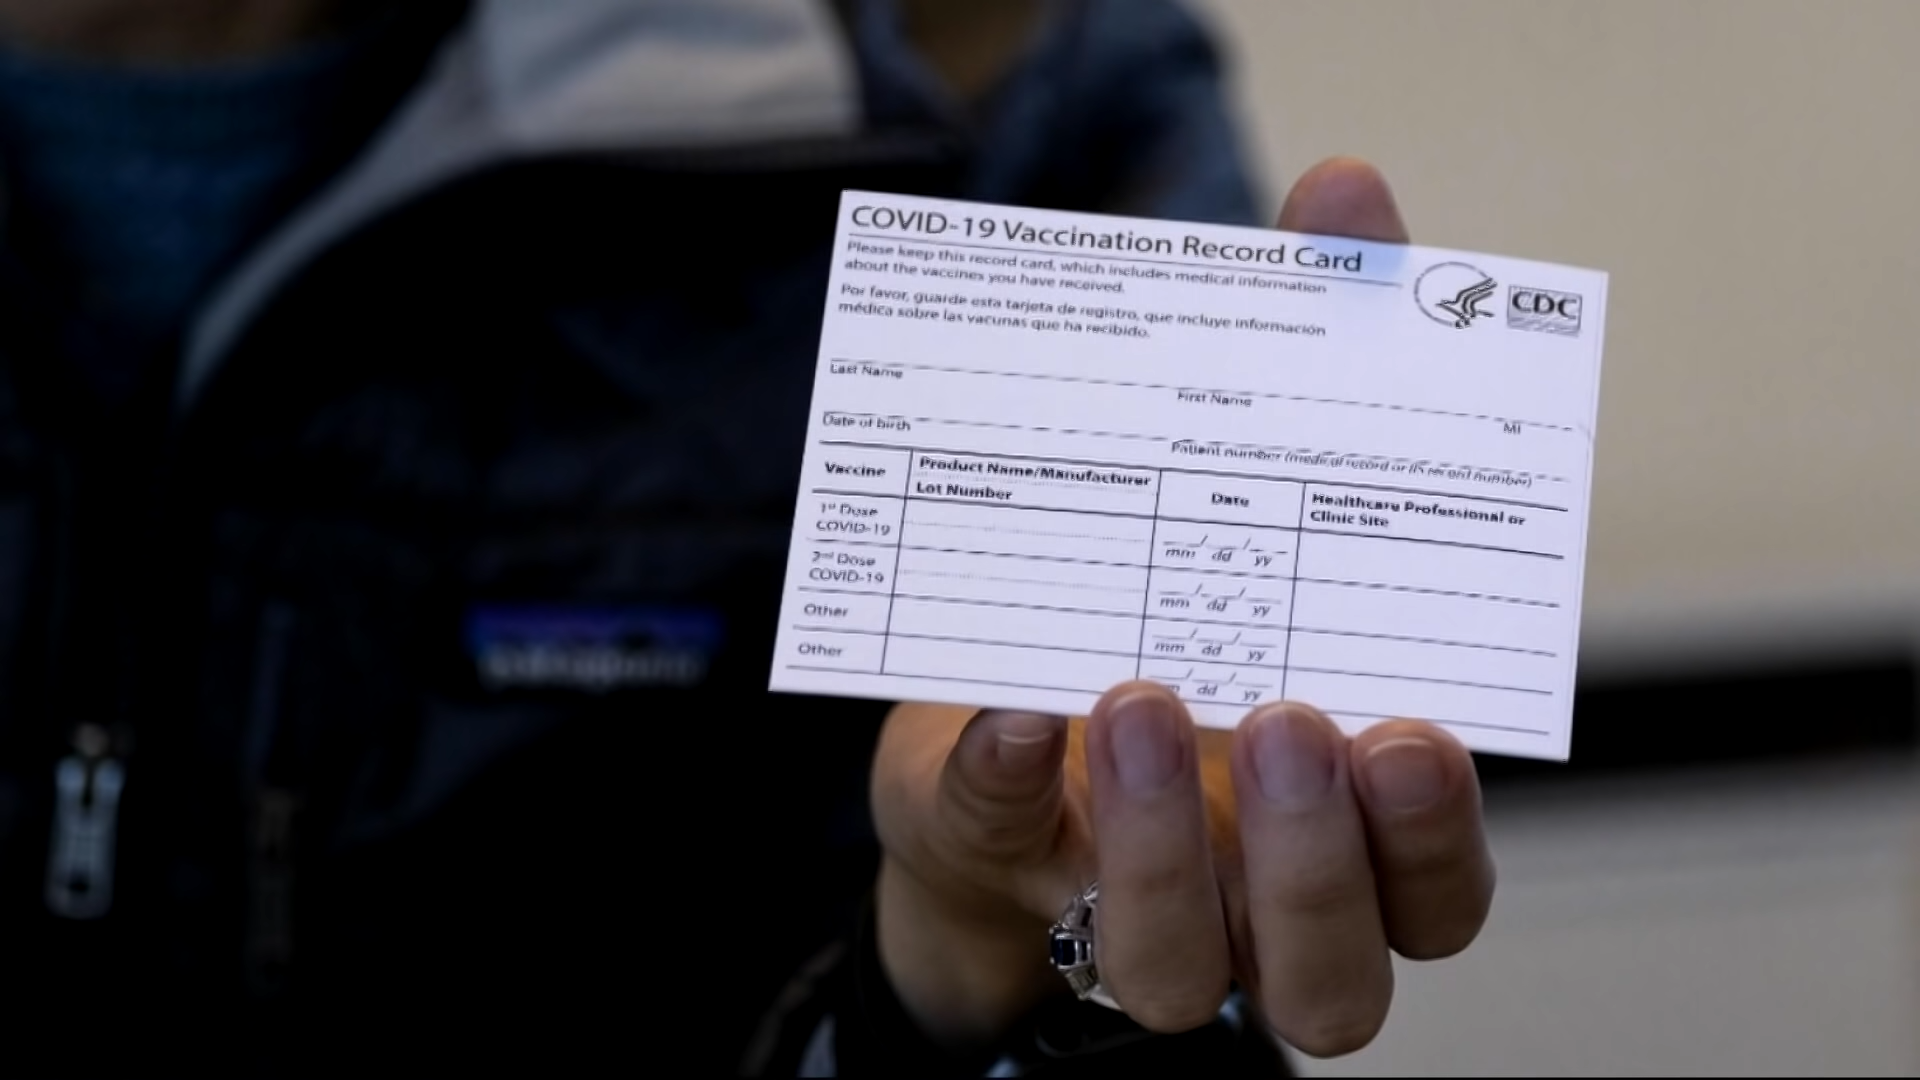 COVID-19 Vaccination Record Card
Please keep this record card, which includes medical information
about the vaccines you have received.
Por favor, guarde esta tarjeta de registro, que incluye información
médica sobre las vacunas que ha recibido.
CDC
Last Name First Name MI
Date of birth Patient number (medical record or IIS record number)
Vaccine Product Name/Manufacturer Date Healthcare Professional or
Lot Number Clinic Site
1st Dose
COVID-19
mm dd yy
2nd Dose
COVID-19
mm dd yy
Other
mm dd yy
Other
dd yy